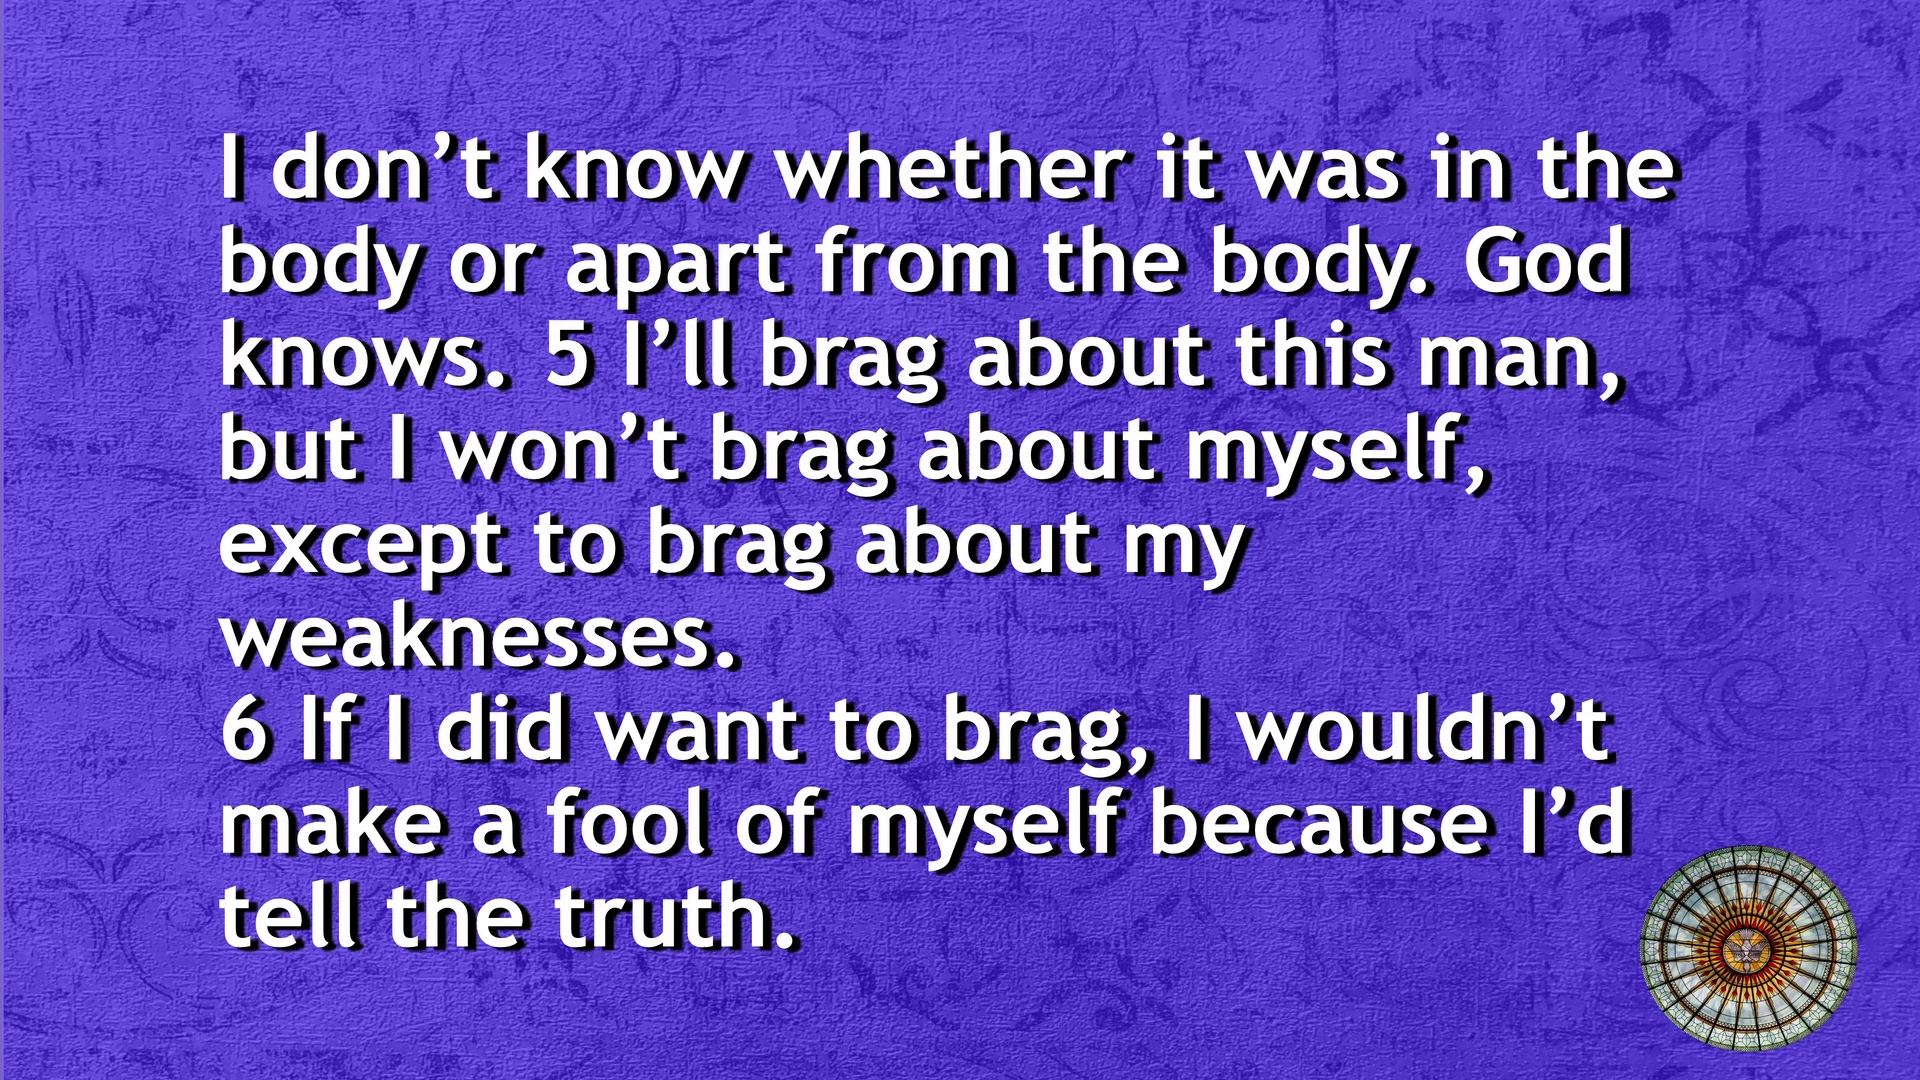 I don’t know whether it was in the
body or apart from the body. God
knows. 5 I’ll brag about this man,
but I won’t brag about myself,
except to brag about my
weaknesses.
6 If I did want to brag, I wouldn’t
make a fool of myself because I’d
tell the truth.